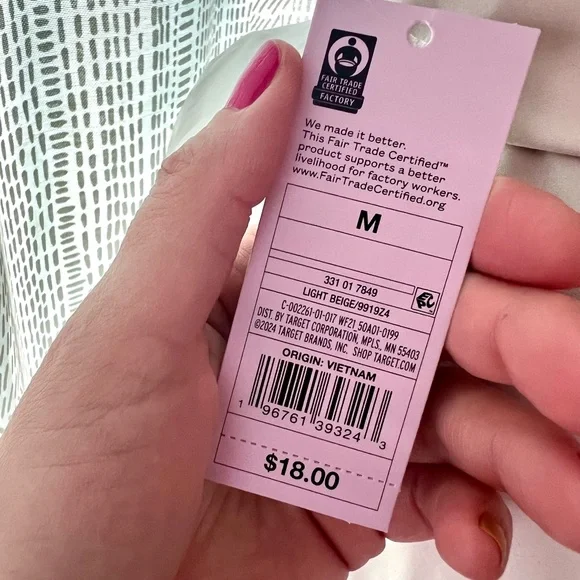 FAIR TRADE
CERTIFIED
FACTORY
We made it better.
This Fair Trade Certified™
product supports a better
livelihood for factory workers.
www.FairTradeCertified.org
M
331 01 7849
LIGHT BEIGE/9919Z4
C-002261-01-017 WF21 50A01-0199
DIST. BY TARGET CORPORATION, MPLS., MN 55403
©2024 TARGET BRANDS, INC. SHOP TARGET.COM
ORIGIN: VIETNAM
1 96761 39324 3
$18.00